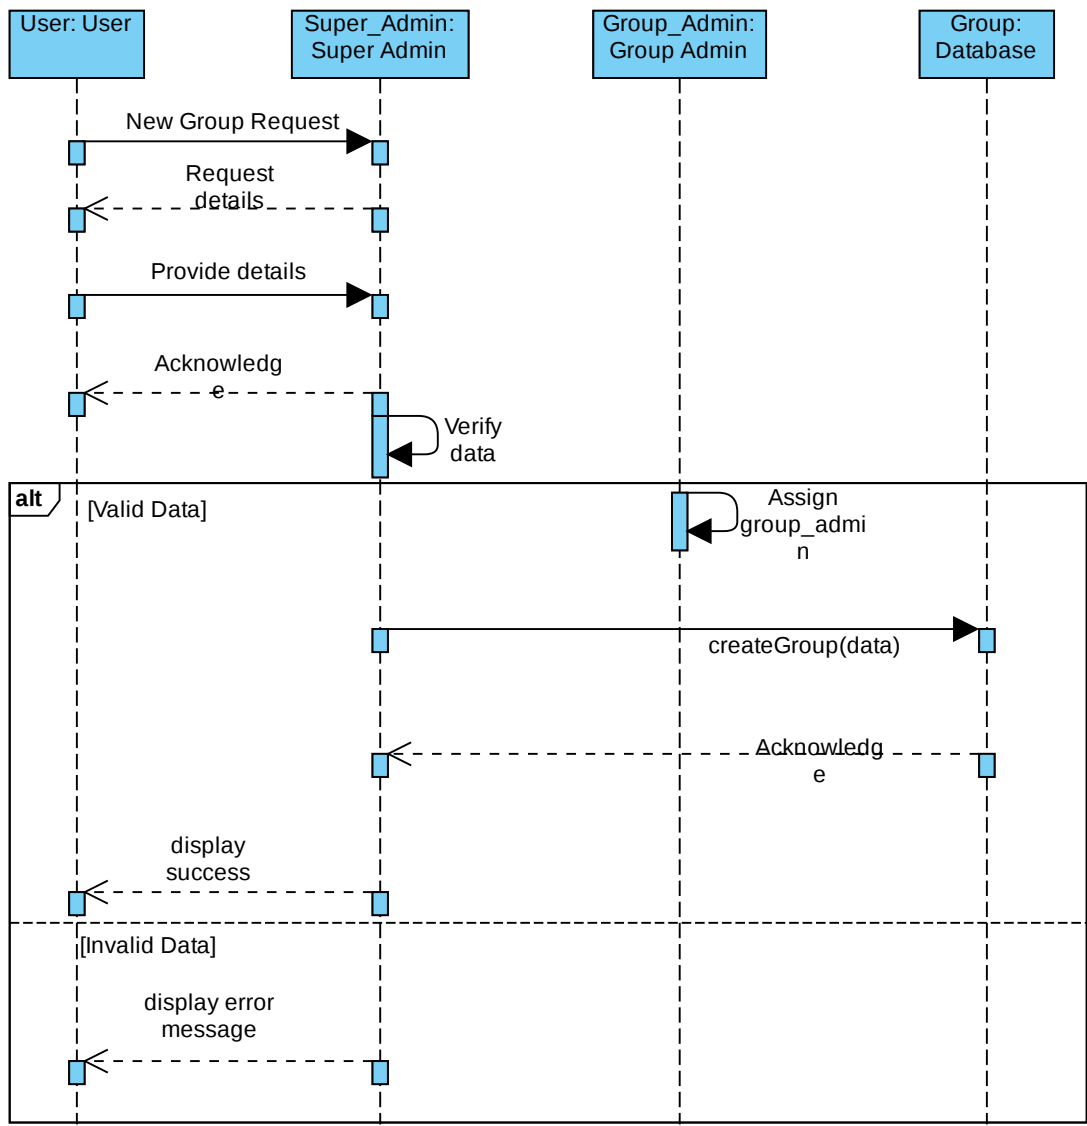 User: User
Super_Admin:
Super Admin
Group_Admin:
Group Admin
Group:
Database
New Group Request
Request
details
Provide details
Acknowledg
e
Verify
data
alt
[Valid Data]
Assign
group_admi
n
createGroup(data)
Acknowledg
e
display
success
[Invalid Data]
display error
message